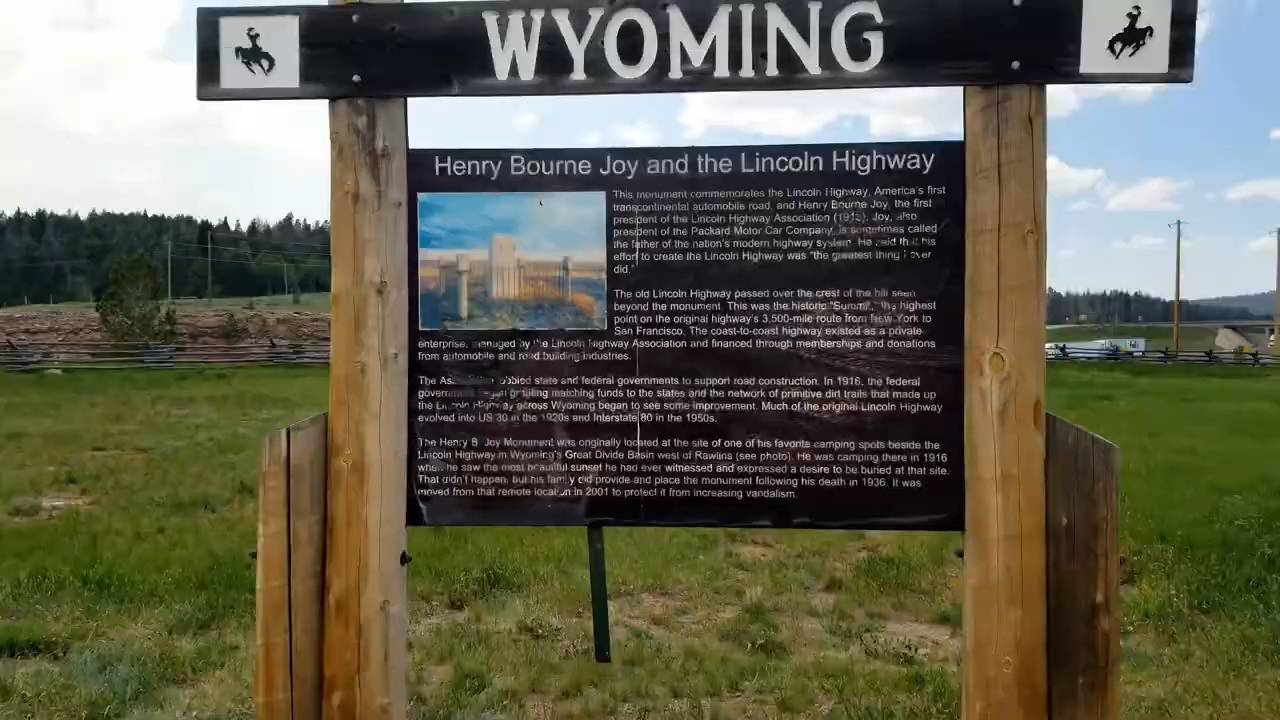 WYOMING
Henry Bourne Joy and the Lincoln Highway
This monument commemorates the Lincoln Highway, America's first
transcontinental automobile road, and Henry Bourne Joy, the first
president of the Lincoln Highway Association (1913). Joy, also
president of the Packard Motor Car Company, is sometimes called
the father of the nation's modern highway system. He said that his
effort to create the Lincoln Highway was "the greatest thing I ever
did."
The old Lincoln Highway passed over the crest of the hill seen
beyond the monument. This was the historic "Summit," the highest
point on the original highway's 3,500-mile route from New York to
San Francisco. The coast-to-coast highway existed as a private
enterprise, managed by the Lincoln Highway Association and financed through memberships and donations
from automobile and road building industries.
The Association lobbied state and federal governments to support road construction. In 1916, the federal
government began granting matching funds to the states and the network of primitive dirt trails that made up
the Lincoln Highway across Wyoming began to see some improvement. Much of the original Lincoln Highway
evolved into US 30 in the 1920s and Interstate 80 in the 1950s.
The Henry B. Joy Monument was originally located at the site of one of his favorite camping spots beside the
Lincoln Highway in Wyoming's Great Divide Basin west of Rawlins (see photo). He was camping there in 1916
when he saw the most beautiful sunset he had ever witnessed and expressed a desire to be buried at that site.
That didn't happen, but his family did provide and place the monument following his death in 1936. It was
moved from that remote location in 2001 to protect it from increasing vandalism.